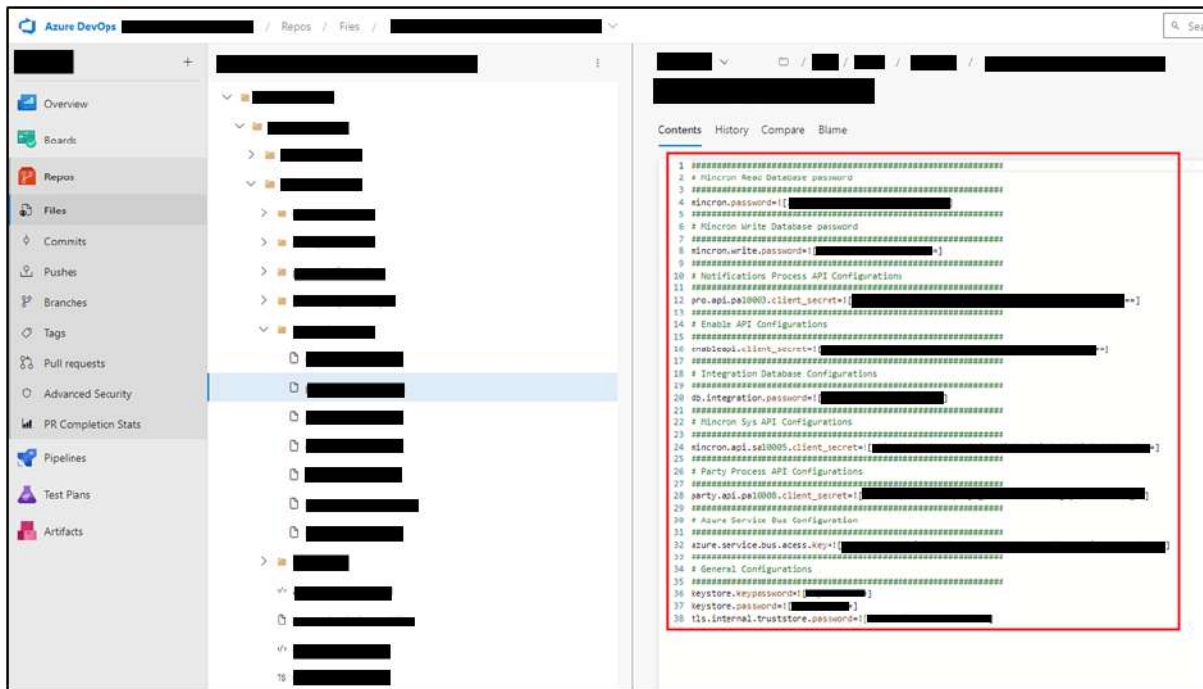 Azure DevOps / Repos / Files /
Sea
Overview
Boards
Repos
Files
Commits
Pushes
Branches
Tags
Pull requests
Advanced Security
PR Completion Stats
Pipelines
Test Plans
Artifacts
Contents History Compare Blame
1 ##############################################################
2 # Mincron Read Database password
3 ##############################################################
4 mincron.password=![ ]
5 ##############################################################
6 # Mincron Write Database password
7 ##############################################################
8 mincron.write.password=![ =]
9 ##############################################################
10 # Notifications Process API Configurations
11 ##############################################################
12 pro.api.pal0003.client_secret=![ ==]
13 ##############################################################
14 # Enable API Configurations
15 ##############################################################
16 enableapi.client_secret=![ ==]
17 ##############################################################
18 # Integration Database Configurations
19 ##############################################################
20 db.integration.password=![ ]
21 ##############################################################
22 # Mincron Sys API Configurations
23 ##############################################################
24 mincron.api.sal0005.client_secret=![ =]
25 ##############################################################
26 # Party Process API Configurations
27 ##############################################################
28 party.api.pal0008.client_secret=![ ]
29 ##############################################################
30 # Azure Service Bus Configuration
31 ##############################################################
32 azure.service.bus.acess.key=![ ]
33 ##############################################################
34 # General Configurations
35 ##############################################################
36 keystore.keypassword=![ =]
37 keystore.password=![ =]
38 tls.internal.truststore.password=![